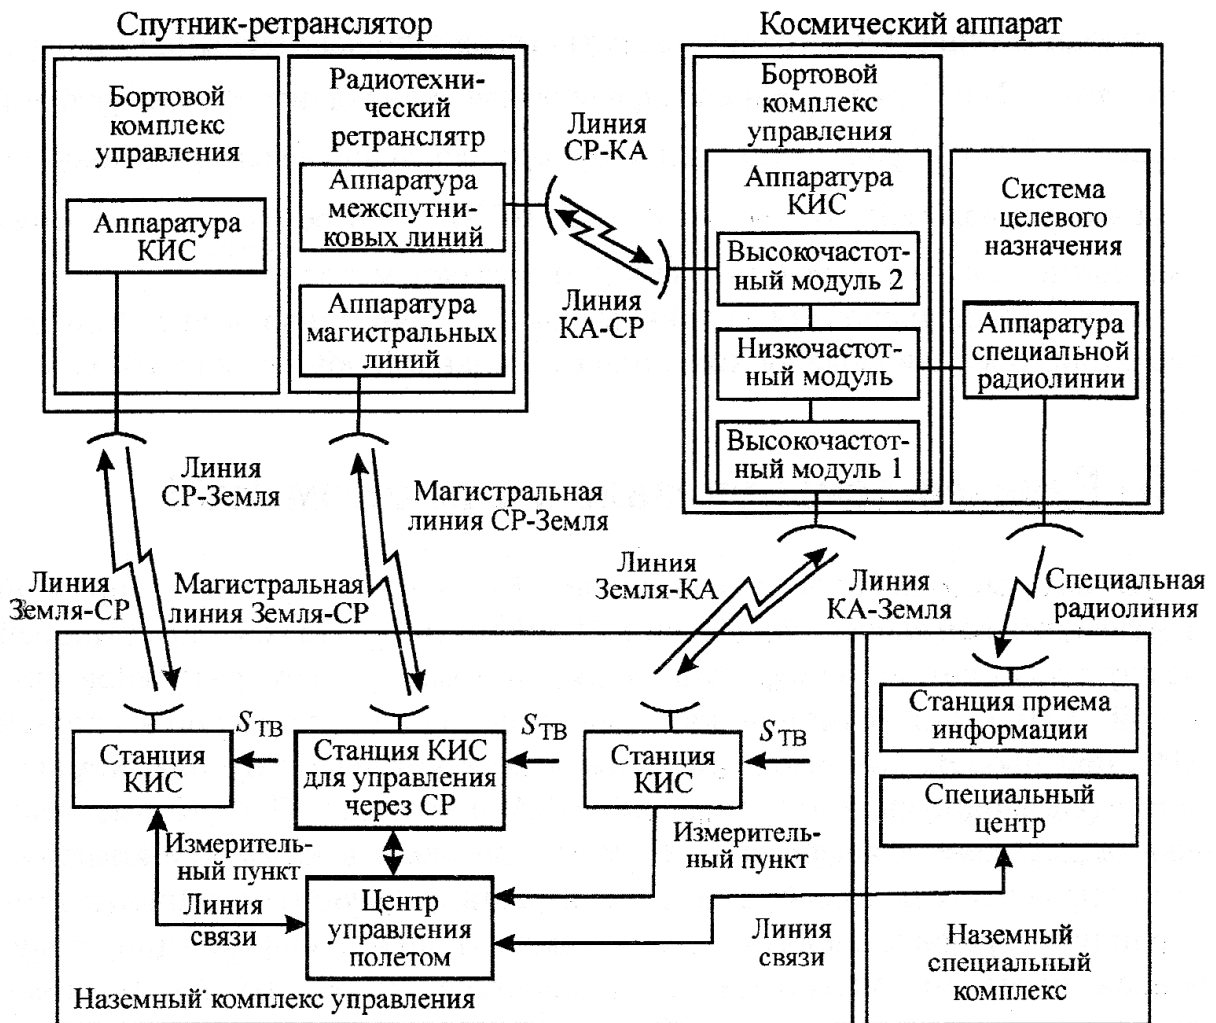 Спутник-ретранслятор
Бортовой
комплекс
управления
Аппаратура
КИС
Радиотехни-
ческий
ретранслятр
Аппаратура
межспутни-
ковых линий
Аппаратура
магистральных
линий
Линия
СР-КА
Линия
КА-СР
Космический аппарат
Бортовой
комплекс
управления
Аппаратура
КИС
Высокочастот-
ный модуль 2
Низкочастот-
ный модуль
Высокочастот-
ный модуль 1
Система
целевого
назначения
Аппаратура
специальной
радиолинии
Линия
СР-Земля
Магистральная
линия СР-Земля
Линия
Земля-СР
Магистральная
линия Земля-СР
Линия
Земля-КА
Линия
КА-Земля
Специальная
радиолиния
Станция
КИС
SТВ
Станция КИС
для управления
через СР
SТВ
Станция
КИС
SТВ
Станция приема
информации
Специальный
центр
Измеритель-
ный пункт
Измеритель-
ный пункт
Линия
связи
Центр
управления
полетом
Линия
связи
Наземный комплекс управления
Наземный
специальный
комплекс